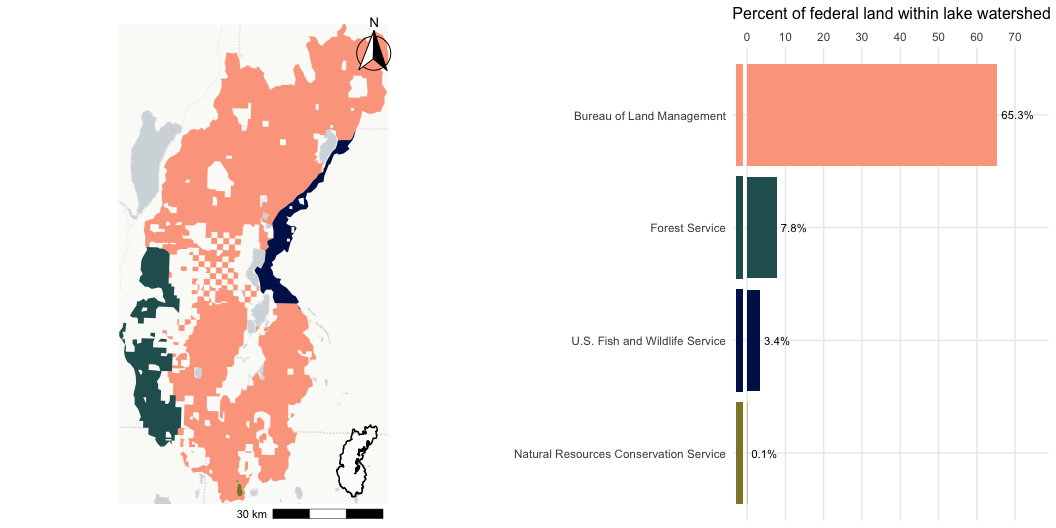 N
30 km
Percent of federal land within lake watershed
0 10 20 30 40 50 60 70
Bureau of Land Management 65.3%
Forest Service 7.8%
U.S. Fish and Wildlife Service 3.4%
Natural Resources Conservation Service 0.1%